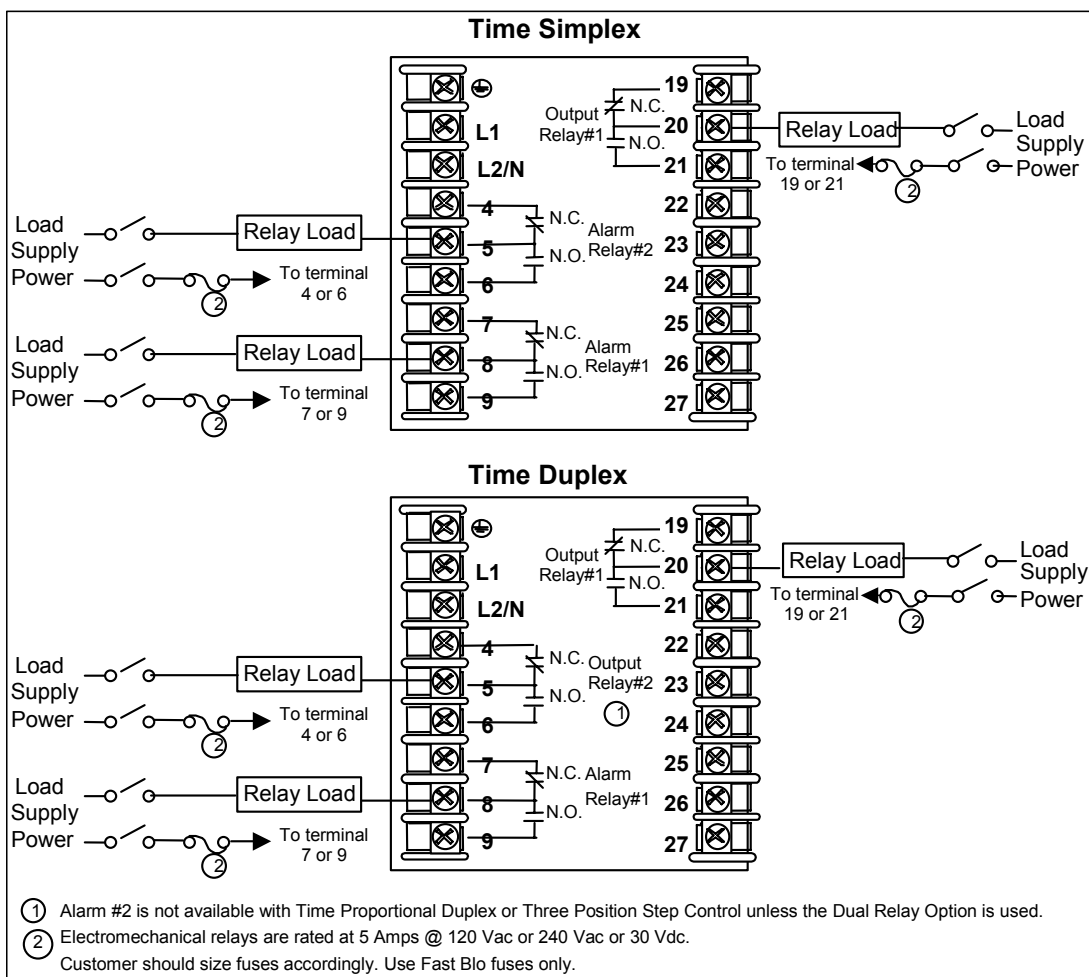 Time Simplex
L1
L2/N
4
5
6
7
8
9
N.C.
N.O.
Alarm
Relay#2
N.C.
N.O.
Alarm
Relay#1
Output
Relay#1
N.C.
N.O.
19
20
21
22
23
24
25
26
27
Relay Load
Load
Supply
Power
To terminal
19 or 21
2
Load
Supply
Power
Relay Load
2
To terminal
4 or 6
Load
Supply
Power
Relay Load
2
To terminal
7 or 9
Time Duplex
L1
L2/N
4
5
6
7
8
9
N.C.
N.O.
Output
Relay#2
1
N.C.
N.O.
Alarm
Relay#1
Output
Relay#1
N.C.
N.O.
19
20
21
22
23
24
25
26
27
Relay Load
Load
Supply
Power
To terminal
19 or 21
2
Load
Supply
Power
Relay Load
2
To terminal
4 or 6
Load
Supply
Power
Relay Load
2
To terminal
7 or 9
1 Alarm #2 is not available with Time Proportional Duplex or Three Position Step Control unless the Dual Relay Option is used.
2 Electromechanical relays are rated at 5 Amps @ 120 Vac or 240 Vac or 30 Vdc.
Customer should size fuses accordingly. Use Fast Blo fuses only.